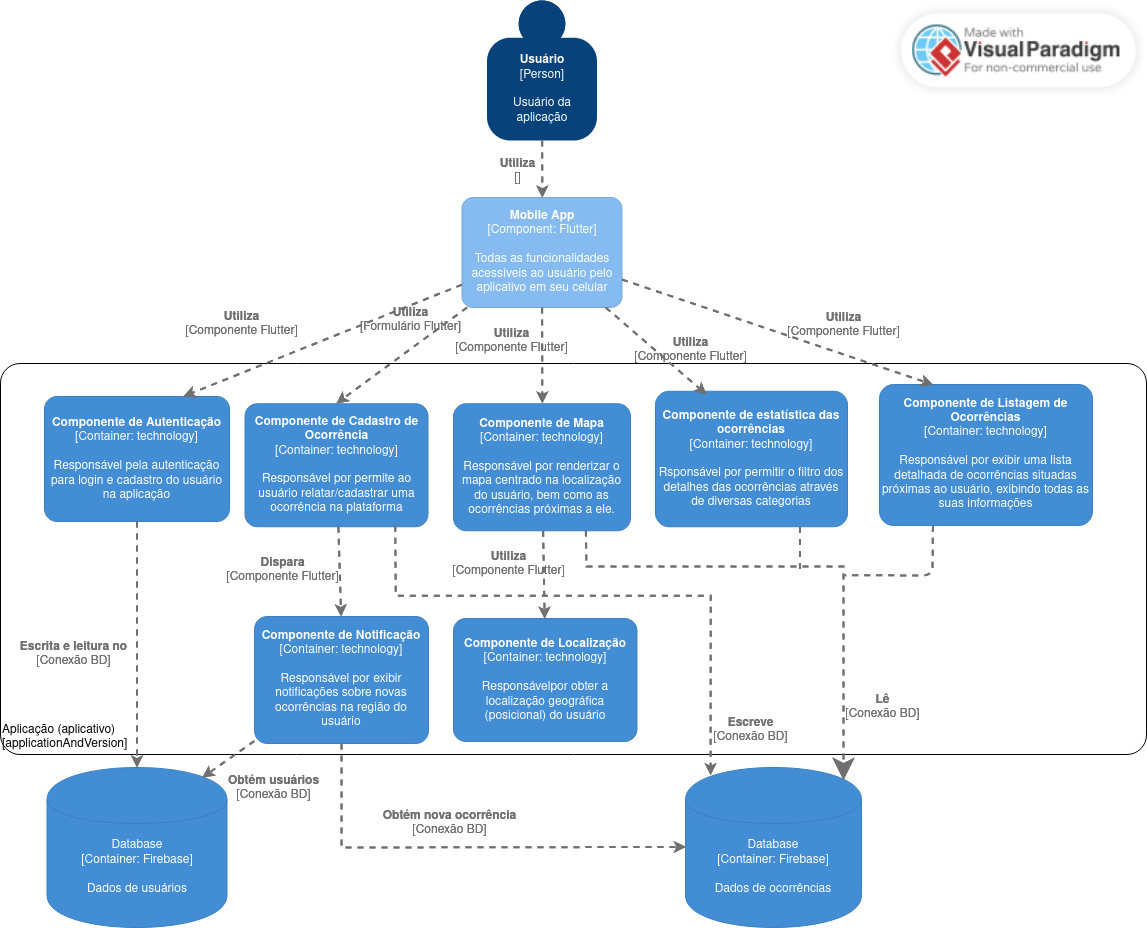 Made with
Visual Paradigm
For non-commercial use
Usuário
[Person]
Usuário da
aplicação
Utiliza
[]
Mobile App
[Component: Flutter]
Todas as funcionalidades
acessíveis ao usuário pelo
aplicativo em seu celular
Utiliza
[Componente Flutter]
Utiliza
[Formulário Flutter]
Utiliza
[Componente Flutter]
Utiliza
[Componente Flutter]
Utiliza
[Componente Flutter]
Componente de Autenticação
[Container: technology]
Responsável pela autenticação
para login e cadastro do usuário
na aplicação
Componente de Cadastro de
Ocorrência
[Container: technology]
Responsável por permite ao
usuário relatar/cadastrar uma
ocorrência na plataforma
Componente de Mapa
[Container: technology]
Responsável por renderizar o
mapa centrado na localização
do usuário, bem como as
ocorrências próximas a ele.
Componente de estatística das
ocorrências
[Container: technology]
Rsponsável por permitir o filtro dos
detalhes das ocorrências através
de diversas categorias
Componente de Listagem de
Ocorrências
[Container: technology]
Responsável por exibir uma lista
detalhada de ocorrências situadas
próximas ao usuário, exibindo todas as
suas informações
Dispara
[Componente Flutter]
Utiliza
[Componente Flutter]
Componente de Notificação
[Container: technology]
Responsável por exibir
notificações sobre novas
ocorrências na região do
usuário
Componente de Localização
[Container: technology]
Responsávelpor obter a
localização geográfica
(posicional) do usuário
Escrita e leitura no
[Conexão BD]
Lê
[Conexão BD]
Escreve
[Conexão BD]
Aplicação (aplicativo)
[applicationAndVersion]
Obtém usuários
[Conexão BD]
Obtém nova ocorrência
[Conexão BD]
Database
[Container: Firebase]
Dados de usuários
Database
[Container: Firebase]
Dados de ocorrências